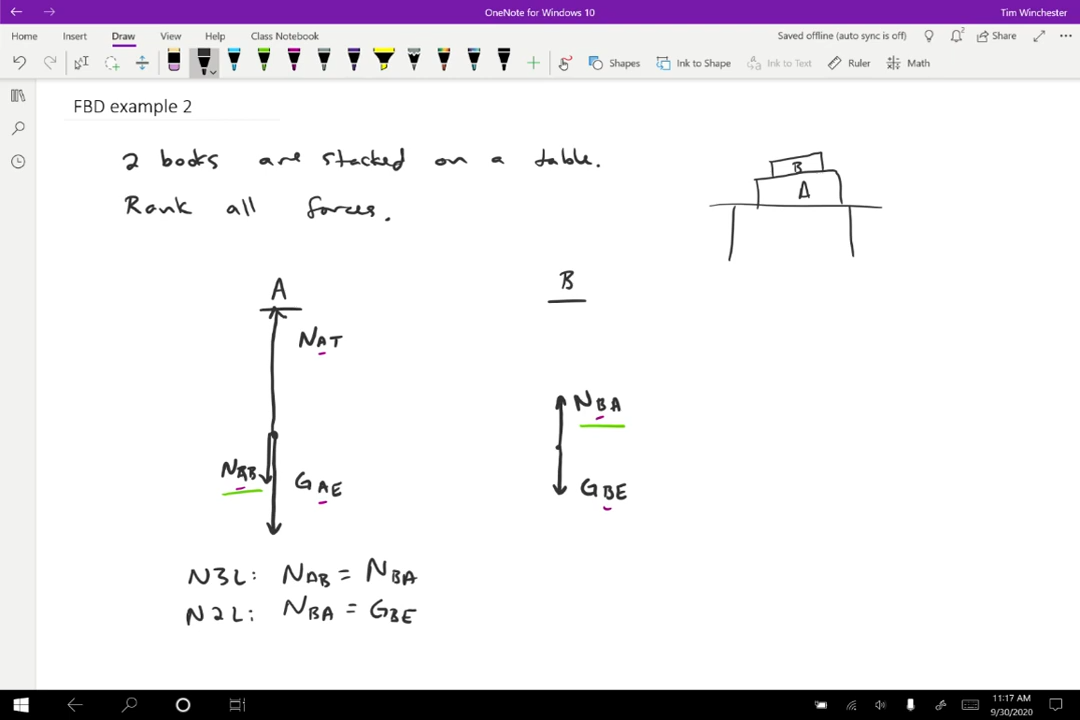 OneNote for Windows 10
Tim Winchester
Home Insert Draw View Help Class Notebook
Saved offline (auto sync is off) Share
Shapes Ink to Shape Ink to Text Ruler Math
FBD example 2
2 books are stacked on a table.
Rank all forces.
B
A
A
B
NAT
NBA
NAB
GAE
GBE
N3L: NAB = NBA
N2L: NBA = GBE
11:17 AM
9/30/2020